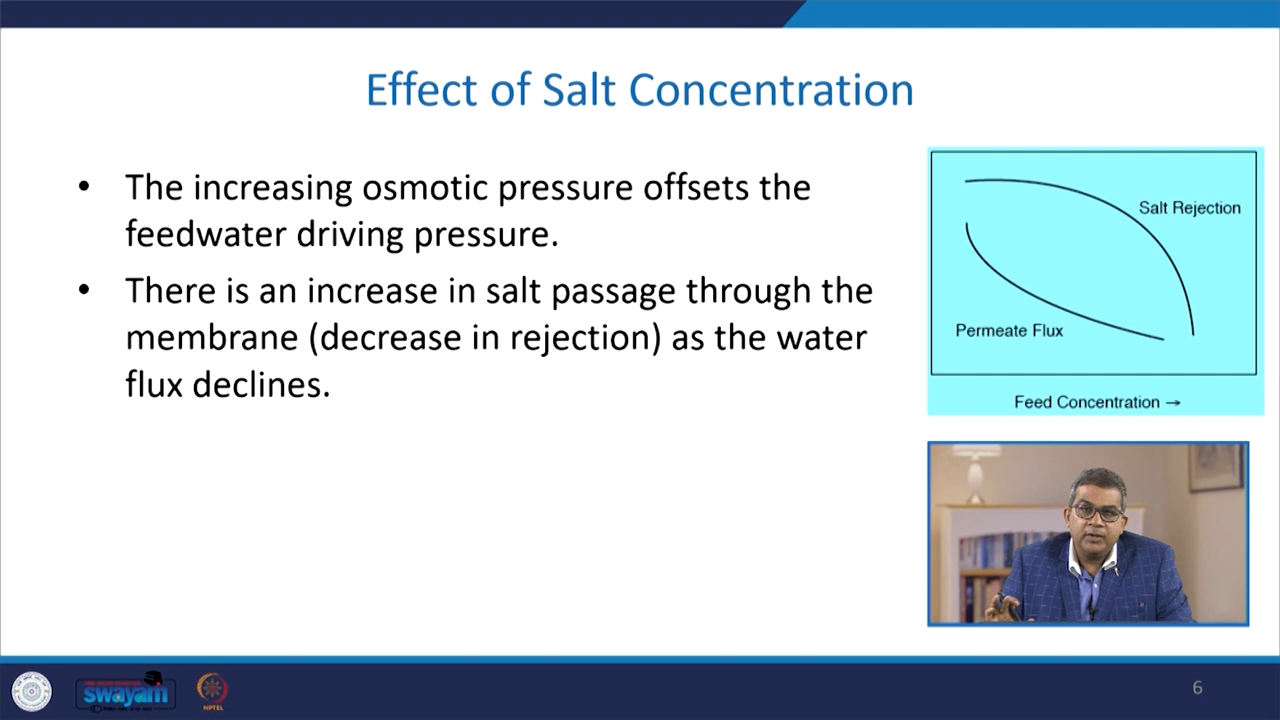 Effect of Salt Concentration
• The increasing osmotic pressure offsets the
feedwater driving pressure.
• There is an increase in salt passage through the
membrane (decrease in rejection) as the water
flux declines.
Salt Rejection
Permeate Flux
Feed Concentration →
swayam
NPTEL
6